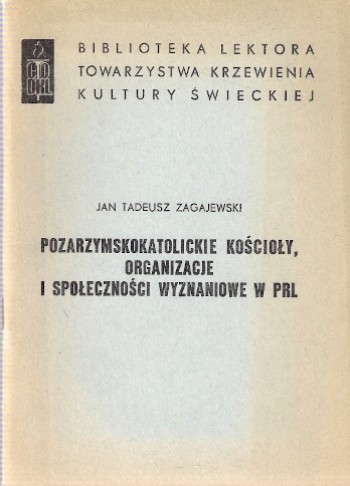 BIBLIOTEKA LEKTORA
TOWARZYSTWA KRZEWIENIA
KULTURY ŚWIECKIEJ
JAN TADEUSZ ZAGAJEWSKI
POZARZYMSKOKATOLICKIE KOŚCIOŁY,
ORGANIZACJE
I SPOŁECZNOŚCI WYZNANIOWE W PRL